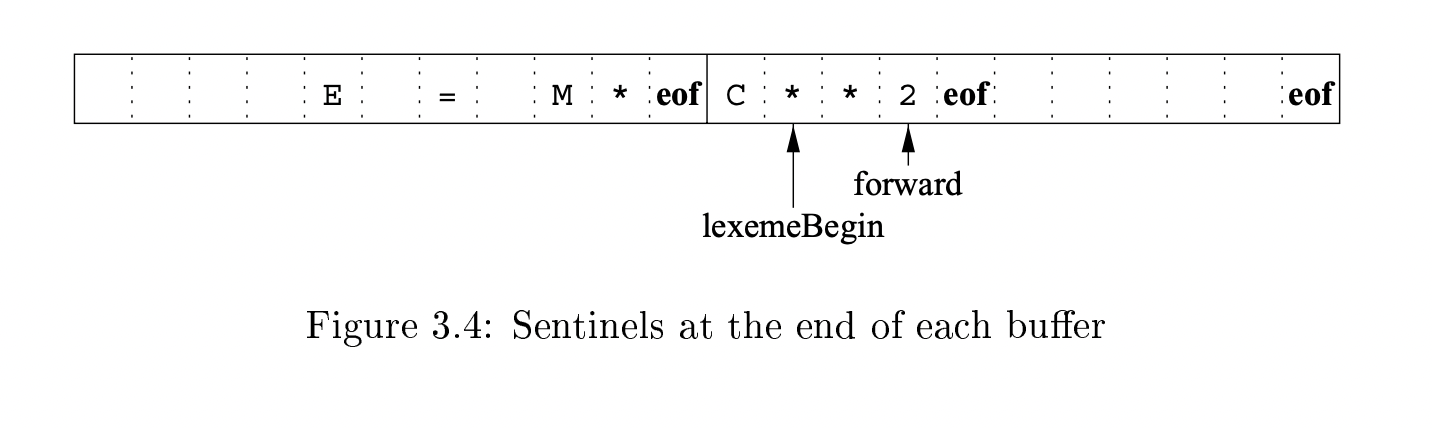 E = M * eof C * * 2 eof eof
forward
lexemeBegin
Figure 3.4: Sentinels at the end of each buffer